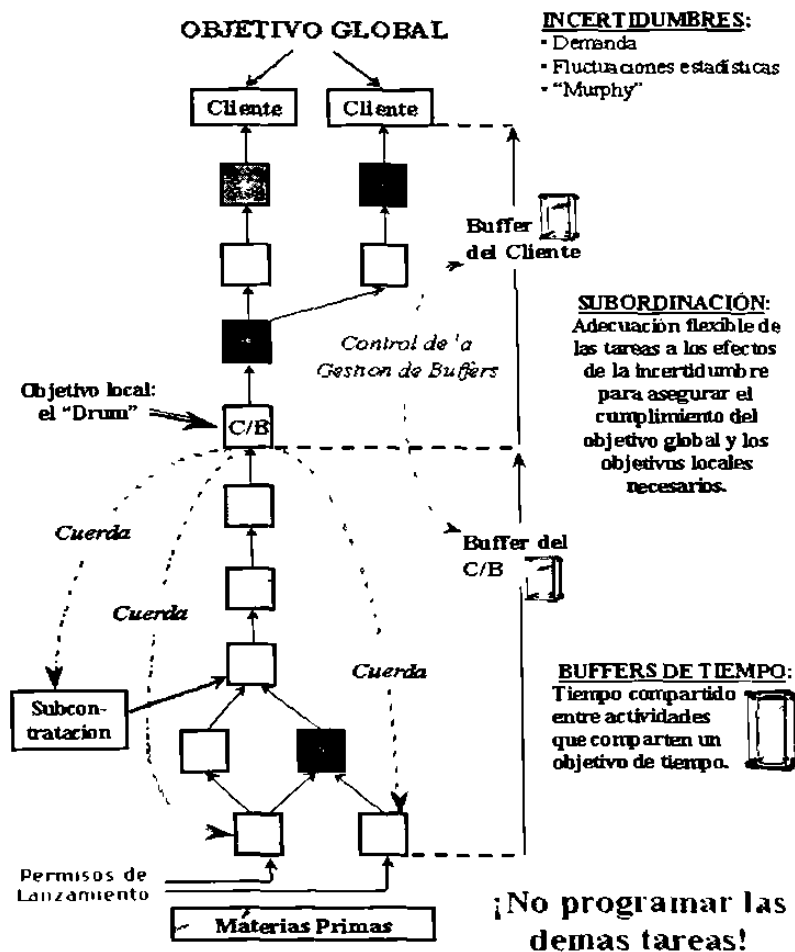 OBJETIVO GLOBAL
Cliente
Cliente
INCERTIDUMBRES:
- Demanda
- Fluctuaciones estadísticas
- "Murphy"
Buffer
del Cliente
Control de la
Gestion de Buffers
SUBORDINACIÓN:
Adecuación flexible de
las tareas a los efectos
de la incertidumbre
para asegurar el
cumplimiento del
objetivo global y los
objetivos locales
necesarios.
Objetivo local:
el "Drum"
C/B
Cuerda
Cuerda
Cuerda
Buffer del
C/B
Subcon-
tratacion
BUFFERS DE TIEMPO:
Tiempo compartido
entre actividades
que comparten un
objetivo de tiempo.
Permisos de
Lanzamiento
Materias Primas
¡No programar las
demas tareas!